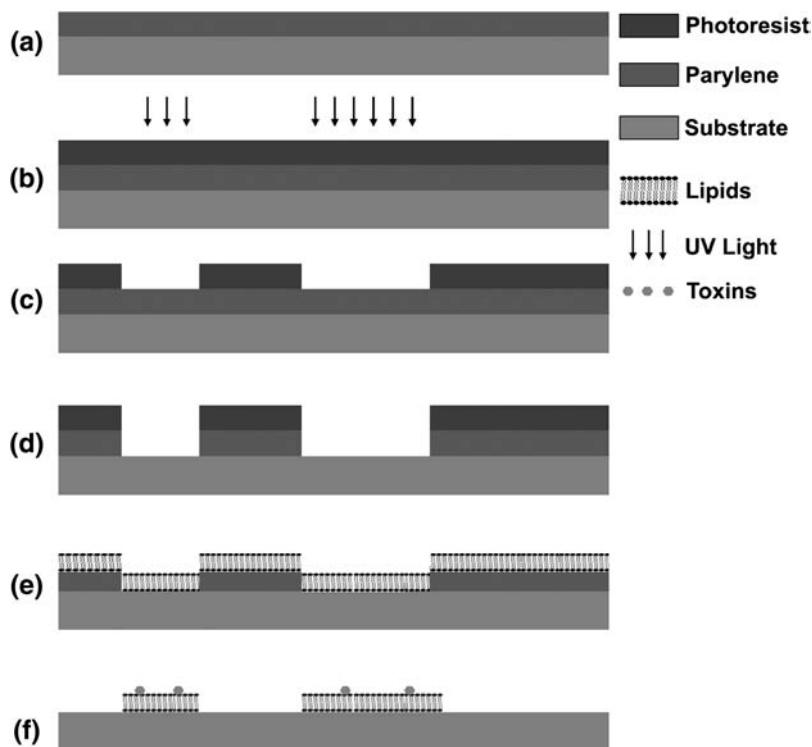 (a)
(b)
(c)
(d)
(e)
(f)
Photoresist
Parylene
Substrate
Lipids
UV Light
Toxins